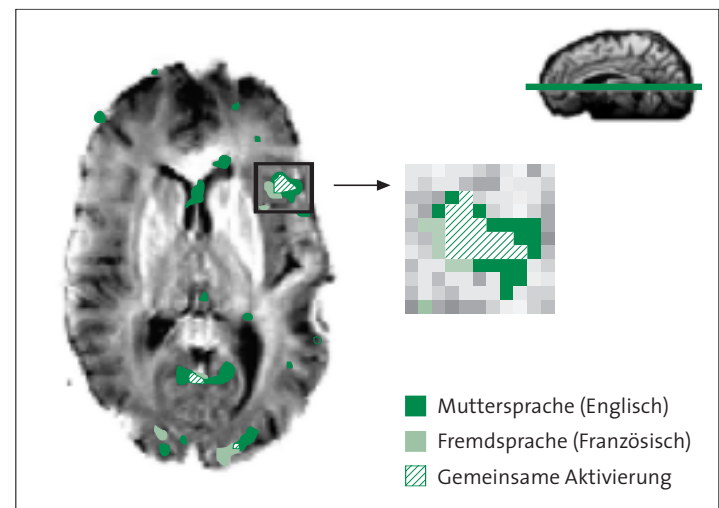 Muttersprache (Englisch)
Fremdsprache (Französisch)
Gemeinsame Aktivierung